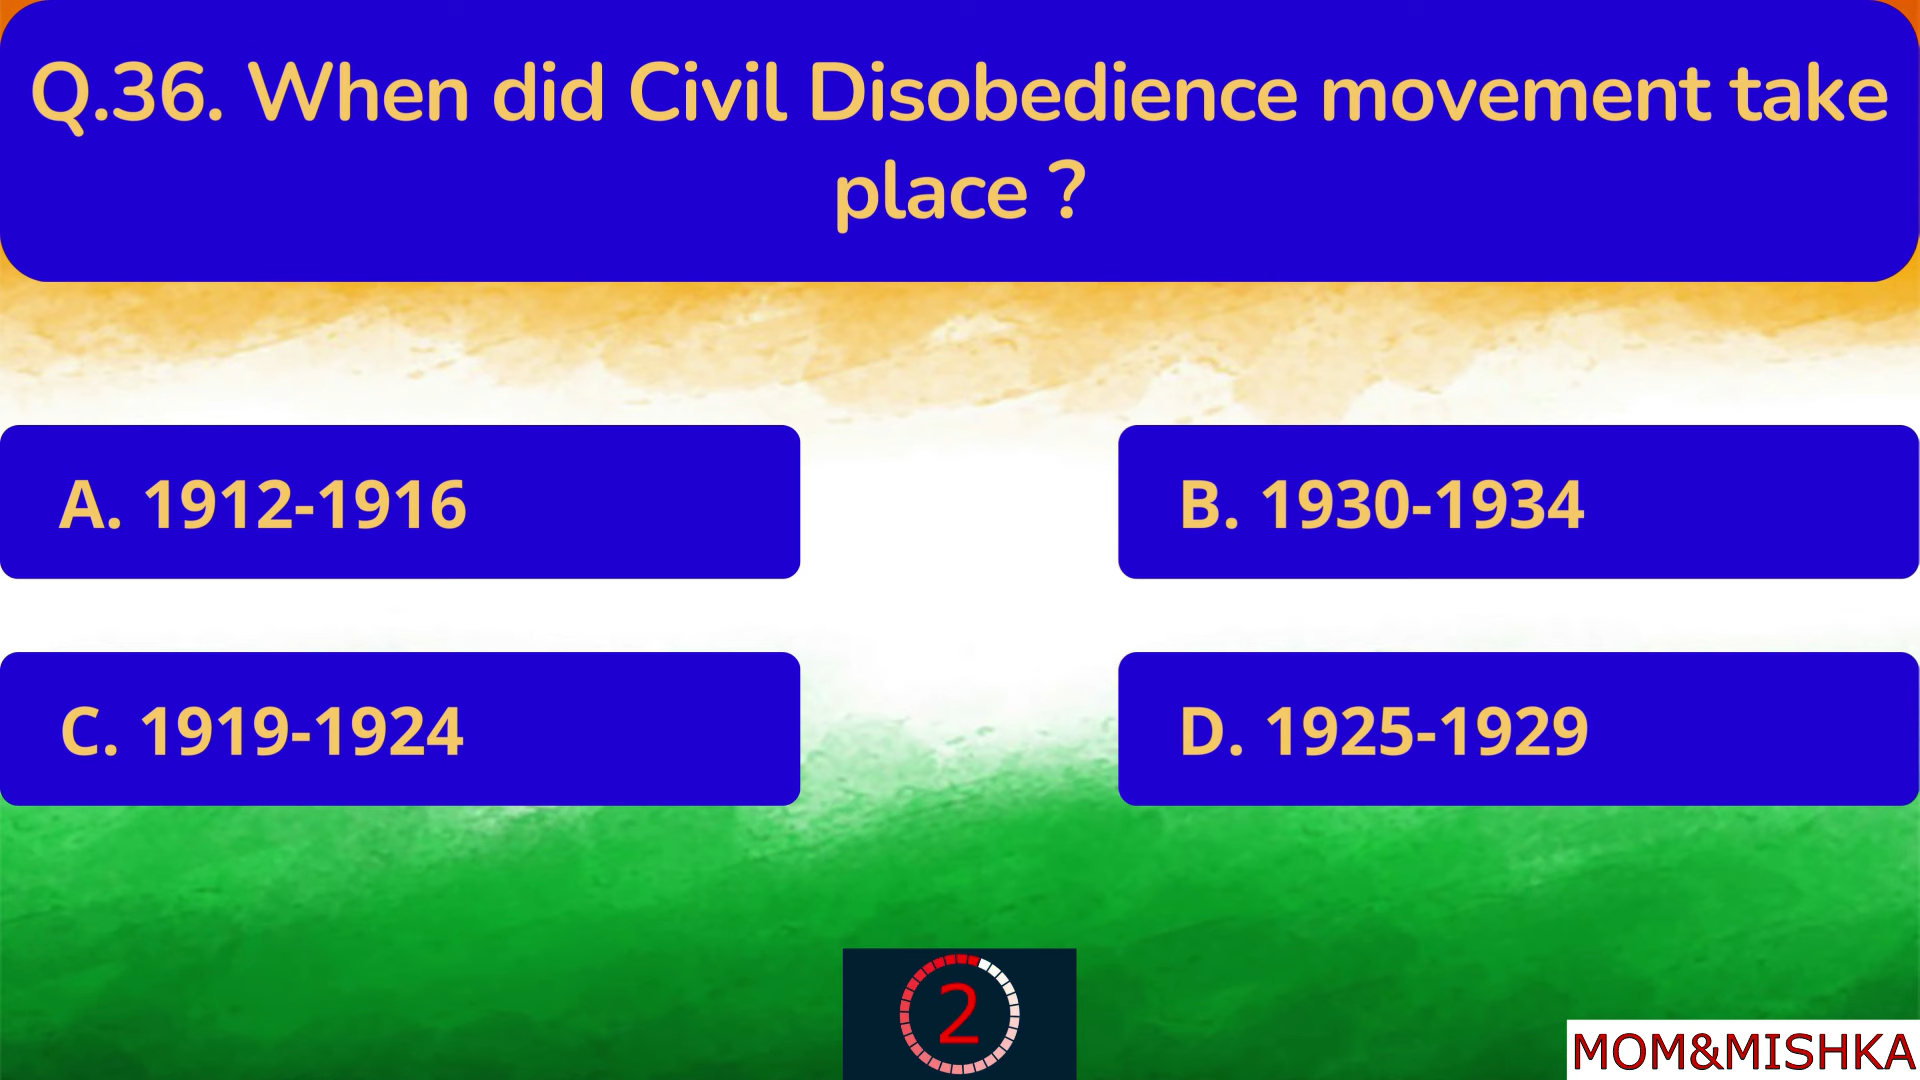 Q.36. When did Civil Disobedience movement take
place ?
A. 1912-1916
B. 1930-1934
C. 1919-1924
D. 1925-1929
2
MOM&MISHKA